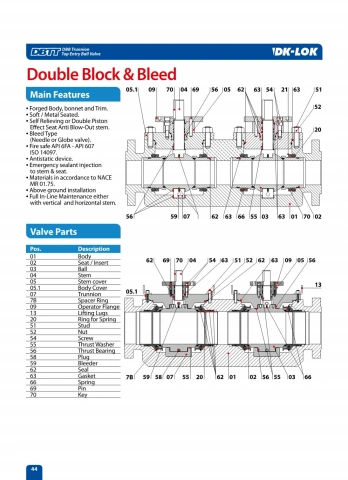 DBTT DBB Trunnion
Top Entry Ball Valve
DK-LOK
Double Block & Bleed
Main Features
• Forged Body, bonnet and Trim.
• Soft / Metal Seated.
• Self Relieving or Double Piston
Effect Seat Anti Blow-Out stem.
• Bleed Type
(Needle or Globe valve).
• Fire safe API 6FA - API 607
ISO 14097.
• Antistatic device.
• Emergency sealant injection
to stem & seat.
• Materials in accordance to NACE
MR 01.75.
• Above ground installation
• Full In-Line Maintenance either
with vertical and horizontal stem.
05.1 09 70 04 69 56 05 62 63 54 21 63 51
52
20
56 59 07 62 63 66 55 03 63 01 70 02
Valve Parts
Pos. Description
01 Body
02 Seat / Insert
03 Ball
04 Stem
05 Stem cover
05.1 Body Cover
07 Trunnion
7B Spacer Ring
09 Operator Flange
13 Lifting Lugs
20 Ring for Spring
51 Stud
52 Nut
54 Screw
55 Thrust Washer
56 Thrust Bearing
58 Plug
59 Bleeder
62 Seal
63 Gasket
66 Spring
69 Pin
70 Key
62 69 70 04 54 63 51 52 62 63 09 05 56
13
05.1
7B 59 58 07 55 20 62 01 02 56 55 03 66
44